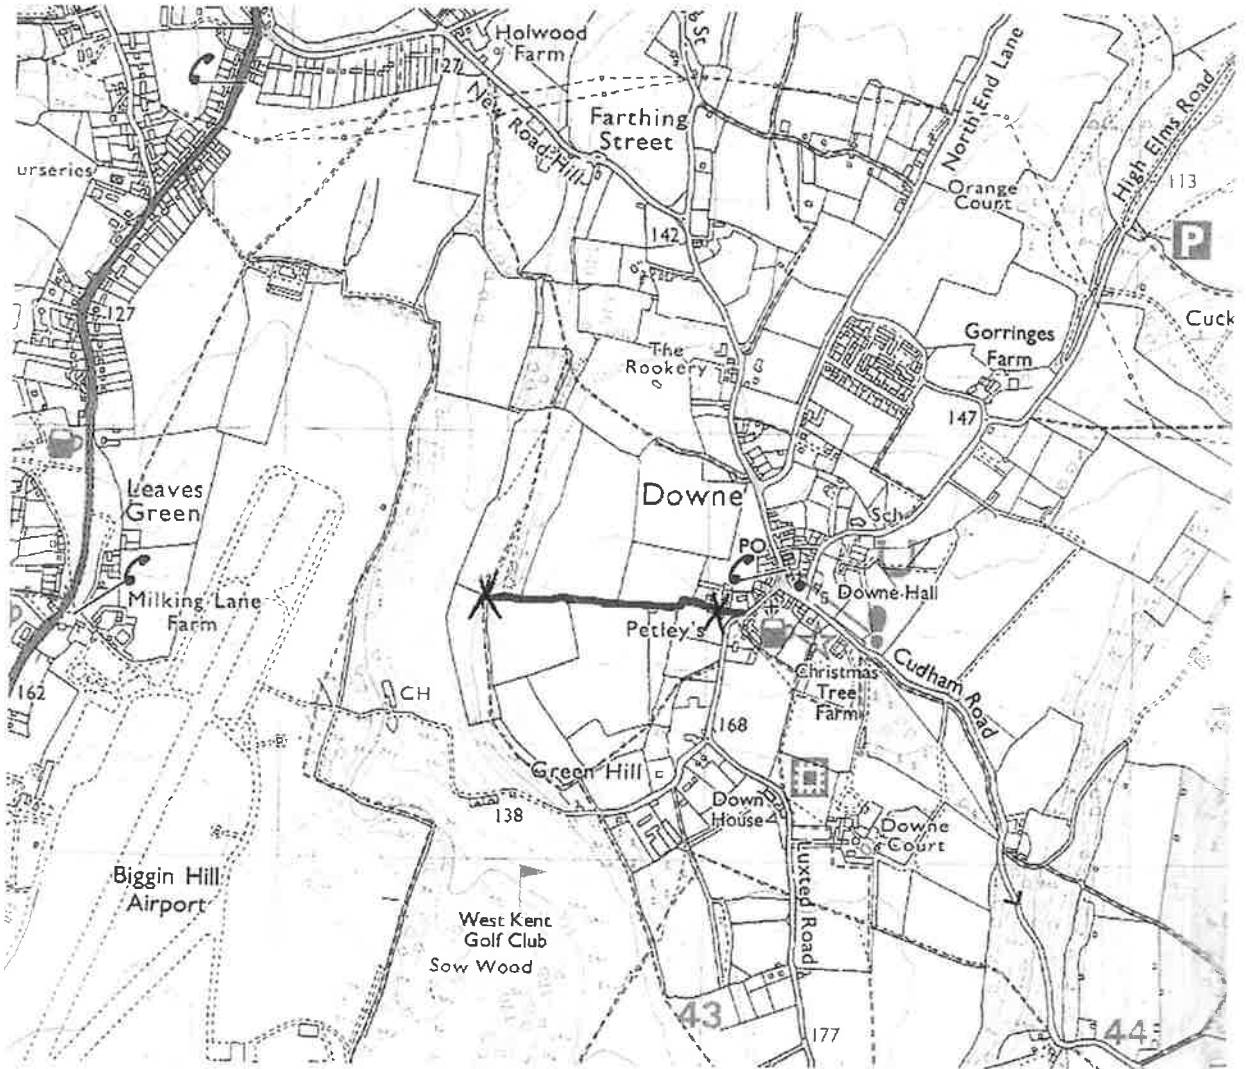 Holwood
Farm
127
New Road Hill
Farthing
Street
St
North End Lane
High Elms Road
113
P
urseries
Orange
Court
142
127
Cuck
Gorringes
Farm
The
Rookery
147
Leaves
Green
Downe
Sch
PO
Milking Lane
Farm
Downe Hall
Petley's
162
CH
Christmas
Tree
Farm
Cudham Road
168
Green Hill
138
Down
House
Downe
Court
Luxted Road
Biggin Hill
Airport
West Kent
Golf Club
Sow Wood
43
177
44